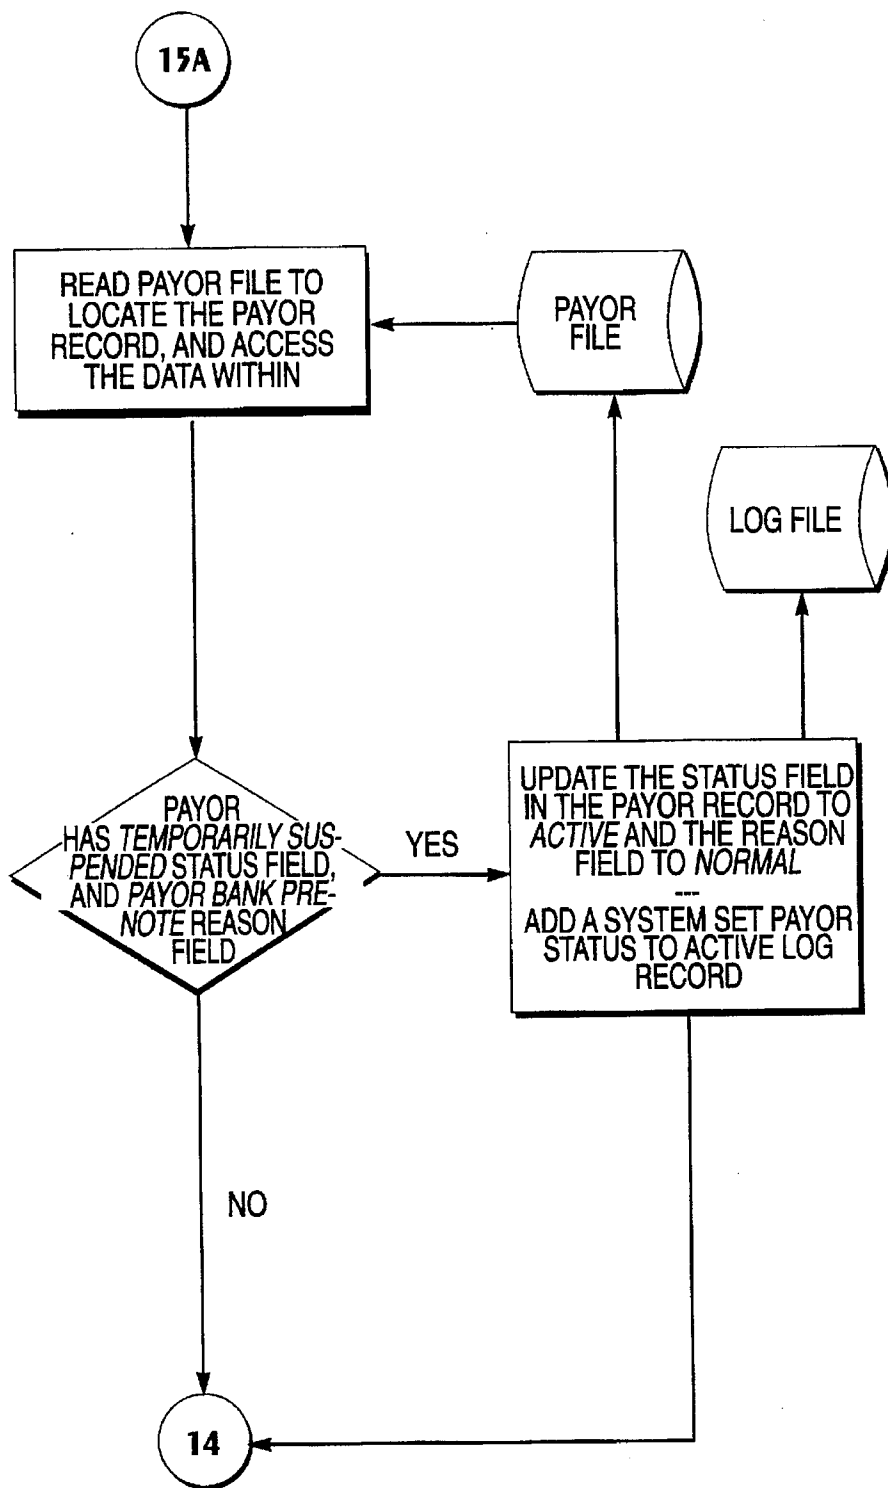 15A
READ PAYOR FILE TO
LOCATE THE PAYOR
RECORD, AND ACCESS
THE DATA WITHIN
PAYOR
FILE
LOG FILE
PAYOR
HAS TEMPORARILY SUS-
PENDED STATUS FIELD,
AND PAYOR BANK PRE-
NOTE REASON
FIELD
YES
UPDATE THE STATUS FIELD
IN THE PAYOR RECORD TO
ACTIVE AND THE REASON
FIELD TO NORMAL
---
ADD A SYSTEM SET PAYOR
STATUS TO ACTIVE LOG
RECORD
NO
14